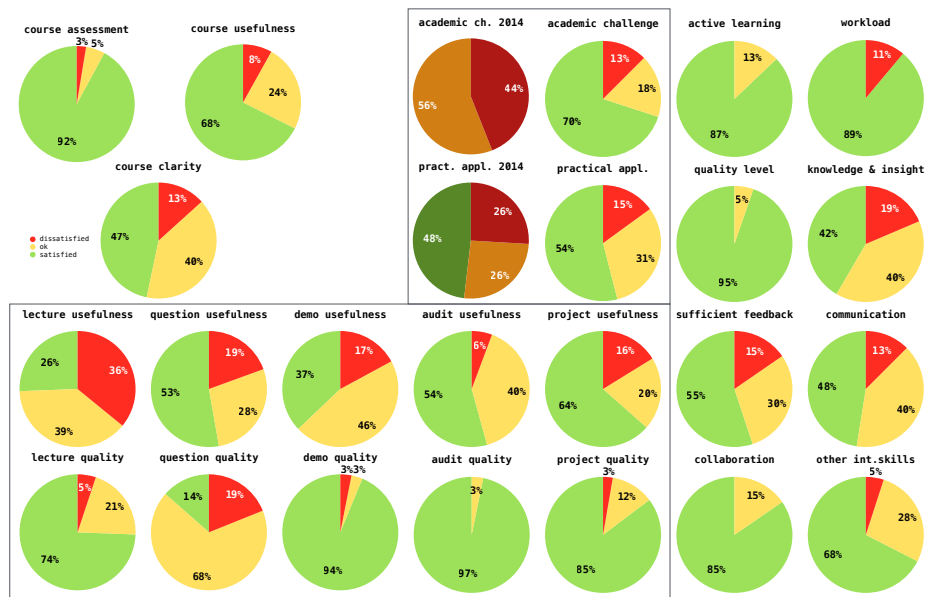 course assessment
3% 5%
92%
course usefulness
8%
24%
68%
academic ch. 2014
44%
56%
academic challenge
13%
18%
70%
active learning
13%
87%
workload
11%
89%
course clarity
13%
47%
40%
dissatisfied
ok
satisfied
pract. appl. 2014
26%
48%
26%
practical appl.
15%
54%
31%
quality level
5%
95%
knowledge & insight
19%
42%
40%
lecture usefulness
26%
36%
39%
question usefulness
19%
53%
28%
demo usefulness
17%
37%
46%
audit usefulness
6%
54%
40%
project usefulness
16%
20%
64%
sufficient feedback
15%
55%
30%
communication
13%
48%
40%
lecture quality
5%
21%
74%
question quality
14%
19%
68%
demo quality
3%3%
94%
audit quality
3%
97%
project quality
3%
12%
85%
collaboration
15%
85%
other int.skills
5%
28%
68%